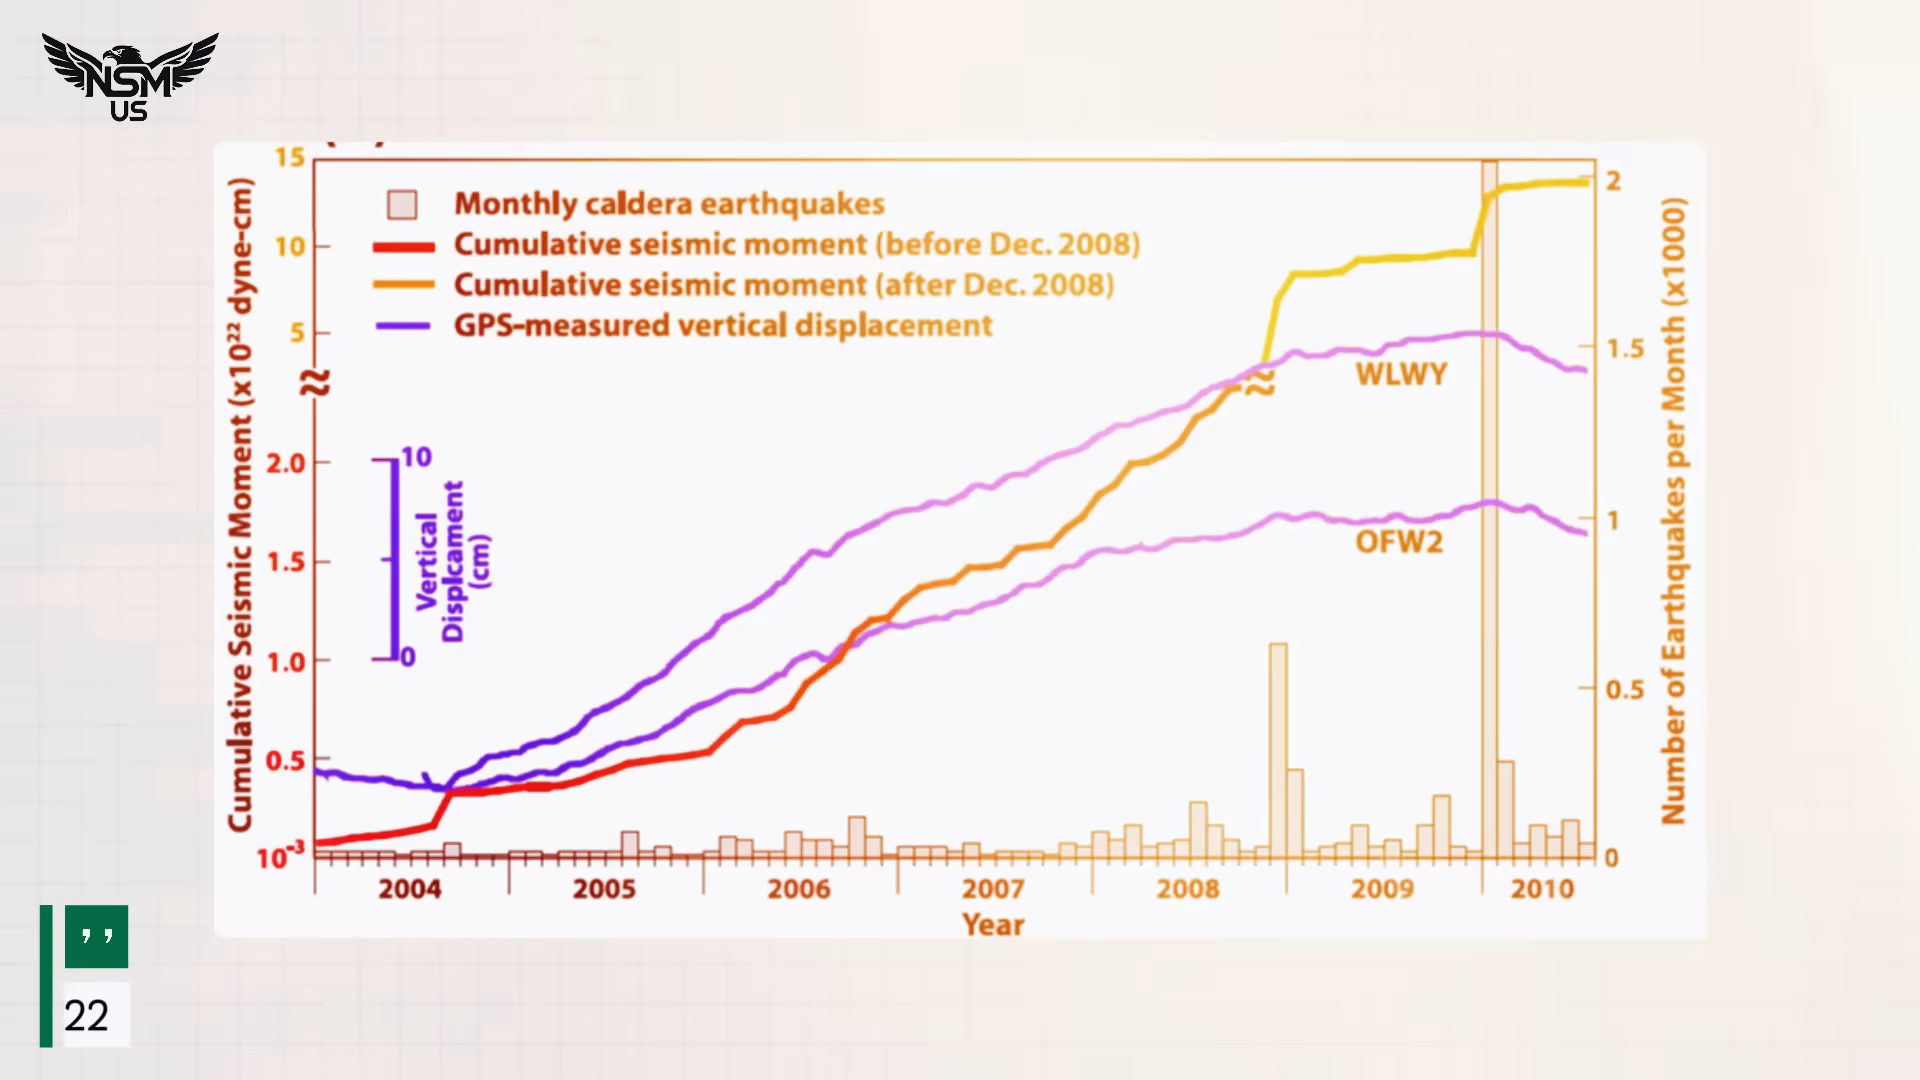 NSM
US
15
10
5
2.0
1.5
1.0
0.5
10-3
Cumulative Seismic Moment (x10²² dyne-cm)
Monthly caldera earthquakes
Cumulative seismic moment (before Dec. 2008)
Cumulative seismic moment (after Dec. 2008)
GPS-measured vertical displacement
10
0
Vertical
Displcament
(cm)
WLWY
OFW2
2
1.5
1
0.5
0
Number of Earthquakes per Month (x1000)
2004 2005 2006 2007 2008 2009 2010
Year
22